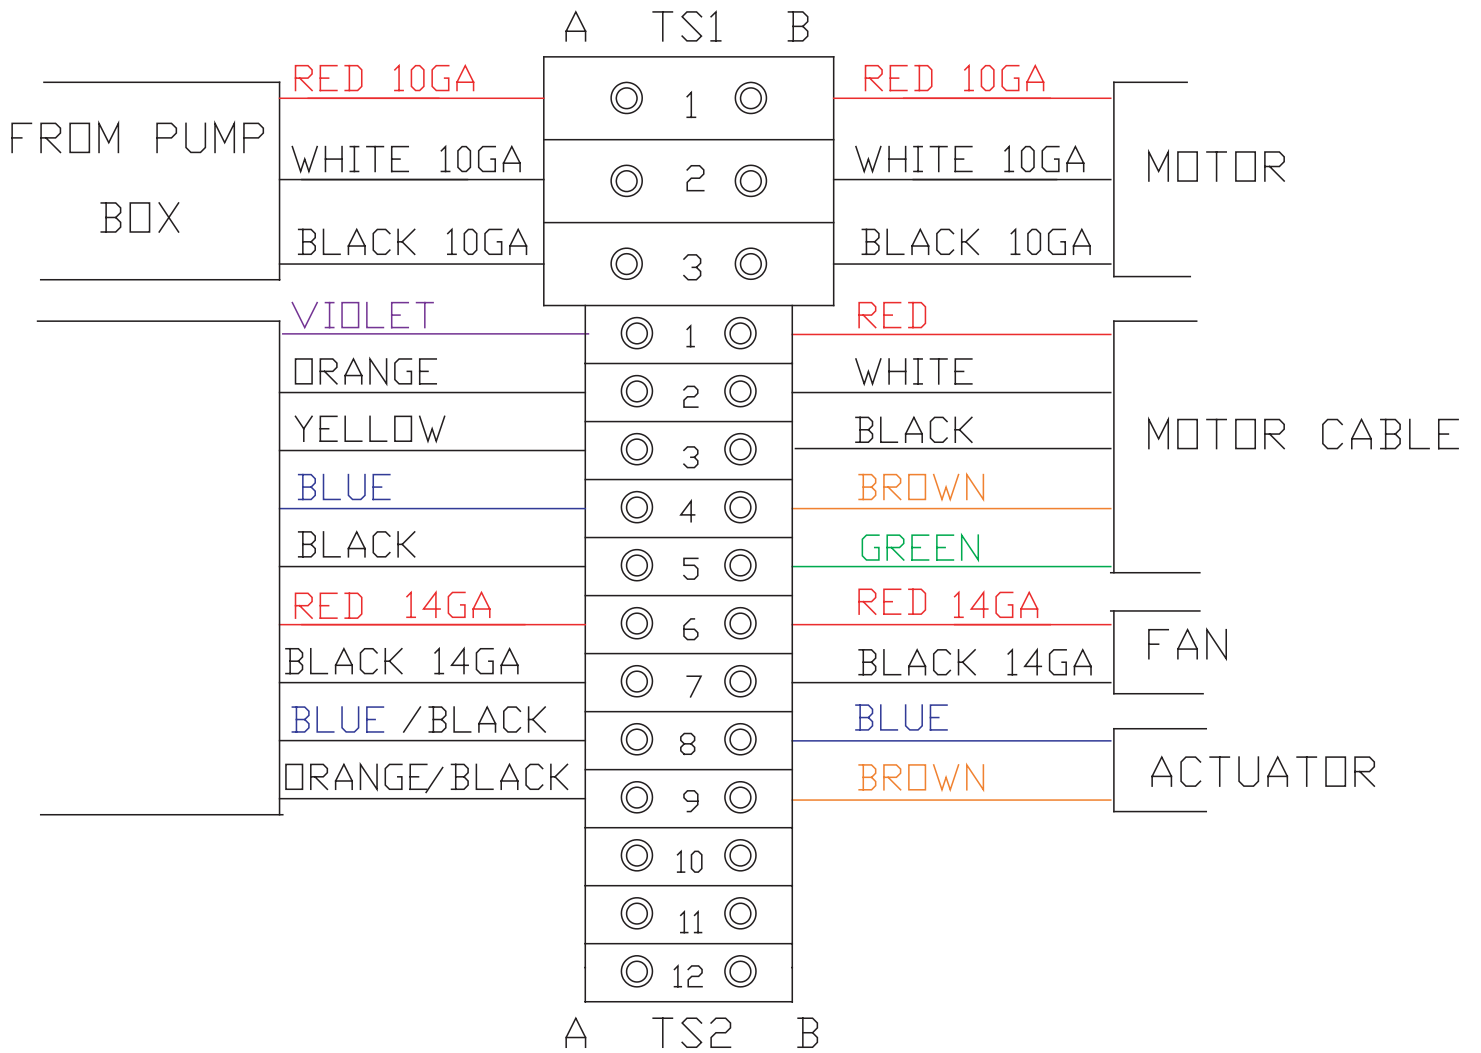 A TS1 B
RED 10GA 1 RED 10GA
FROM PUMP
BOX
WHITE 10GA 2 WHITE 10GA
MOTOR
BLACK 10GA 3 BLACK 10GA
VIOLET 1 RED
ORANGE 2 WHITE
YELLOW 3 BLACK
MOTOR CABLE
BLUE 4 BROWN
BLACK 5 GREEN
RED 14GA 6 RED 14GA
FAN
BLACK 14GA 7 BLACK 14GA
BLUE /BLACK 8 BLUE
ACTUATOR
ORANGE/BLACK 9 BROWN
10
11
12
A TS2 B